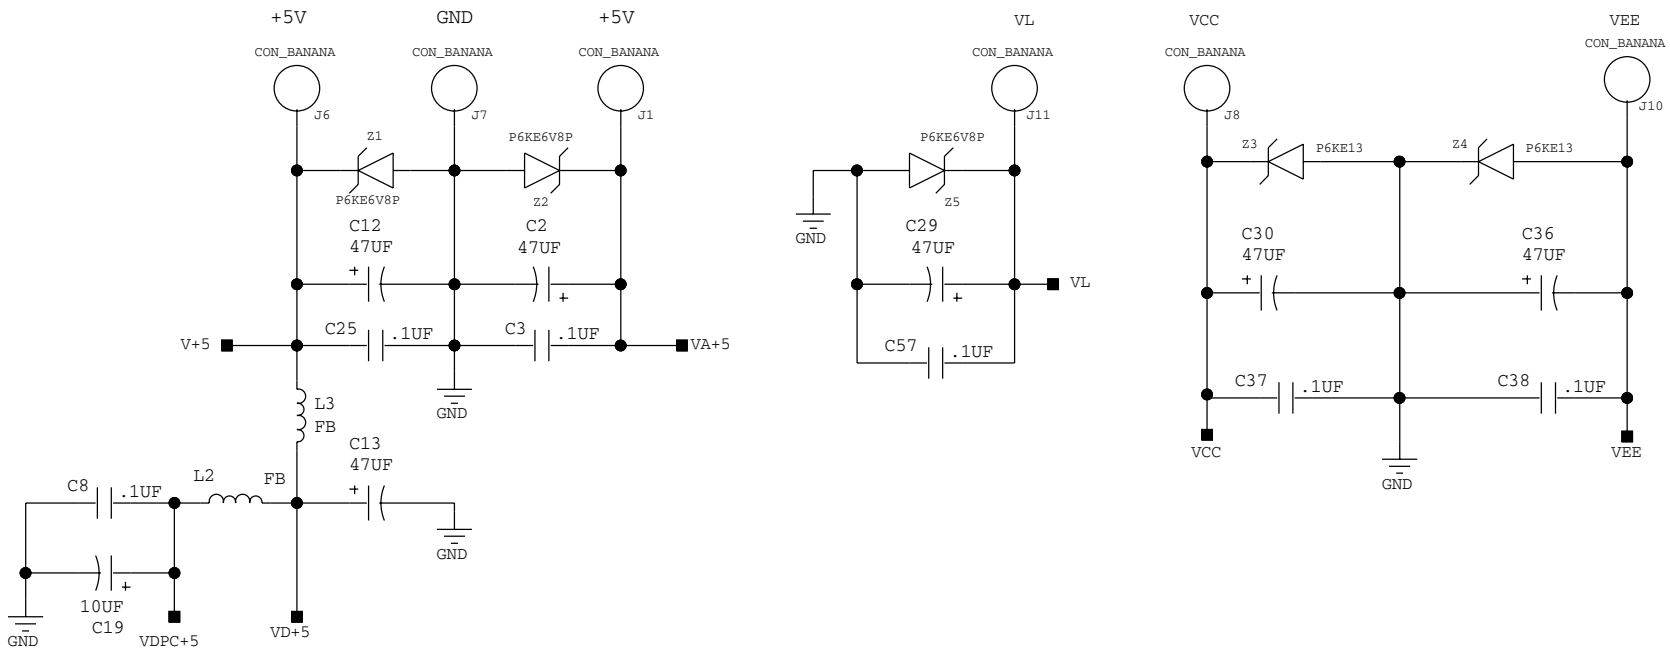 +5V
GND
+5V
VL
VCC
VEE
CON_BANANA
CON_BANANA
CON_BANANA
CON_BANANA
CON_BANANA
CON_BANANA
J6
J7
J1
J11
J8
J10
Z1
P6KE6V8P
P6KE6V8P
Z2
P6KE6V8P
Z5
Z3
P6KE13
Z4
P6KE13
C12
47UF
+
C2
47UF
+
C29
47UF
+
GND
VL
C30
47UF
+
C36
47UF
+
V+5
C25
.1UF
C3
.1UF
VA+5
C57
.1UF
C37
.1UF
C38
.1UF
L3
FB
GND
C13
47UF
+
VCC
GND
VEE
L2
FB
C8
.1UF
GND
+
10UF
C19
GND
VDPC+5
VD+5